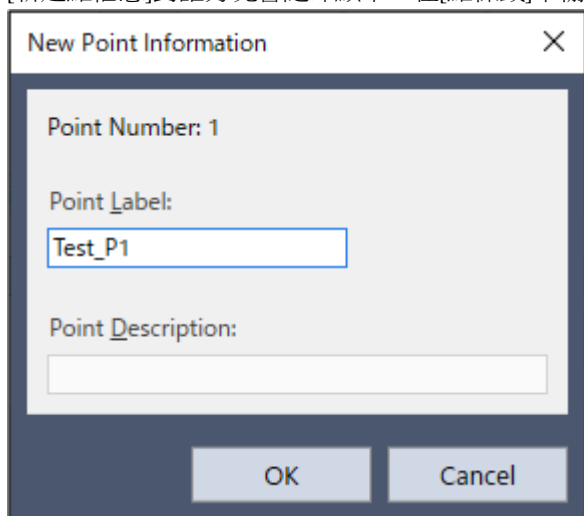 New Point Information
Point Number: 1
Point Label:
Test_P1
Point Description:
OK
Cancel